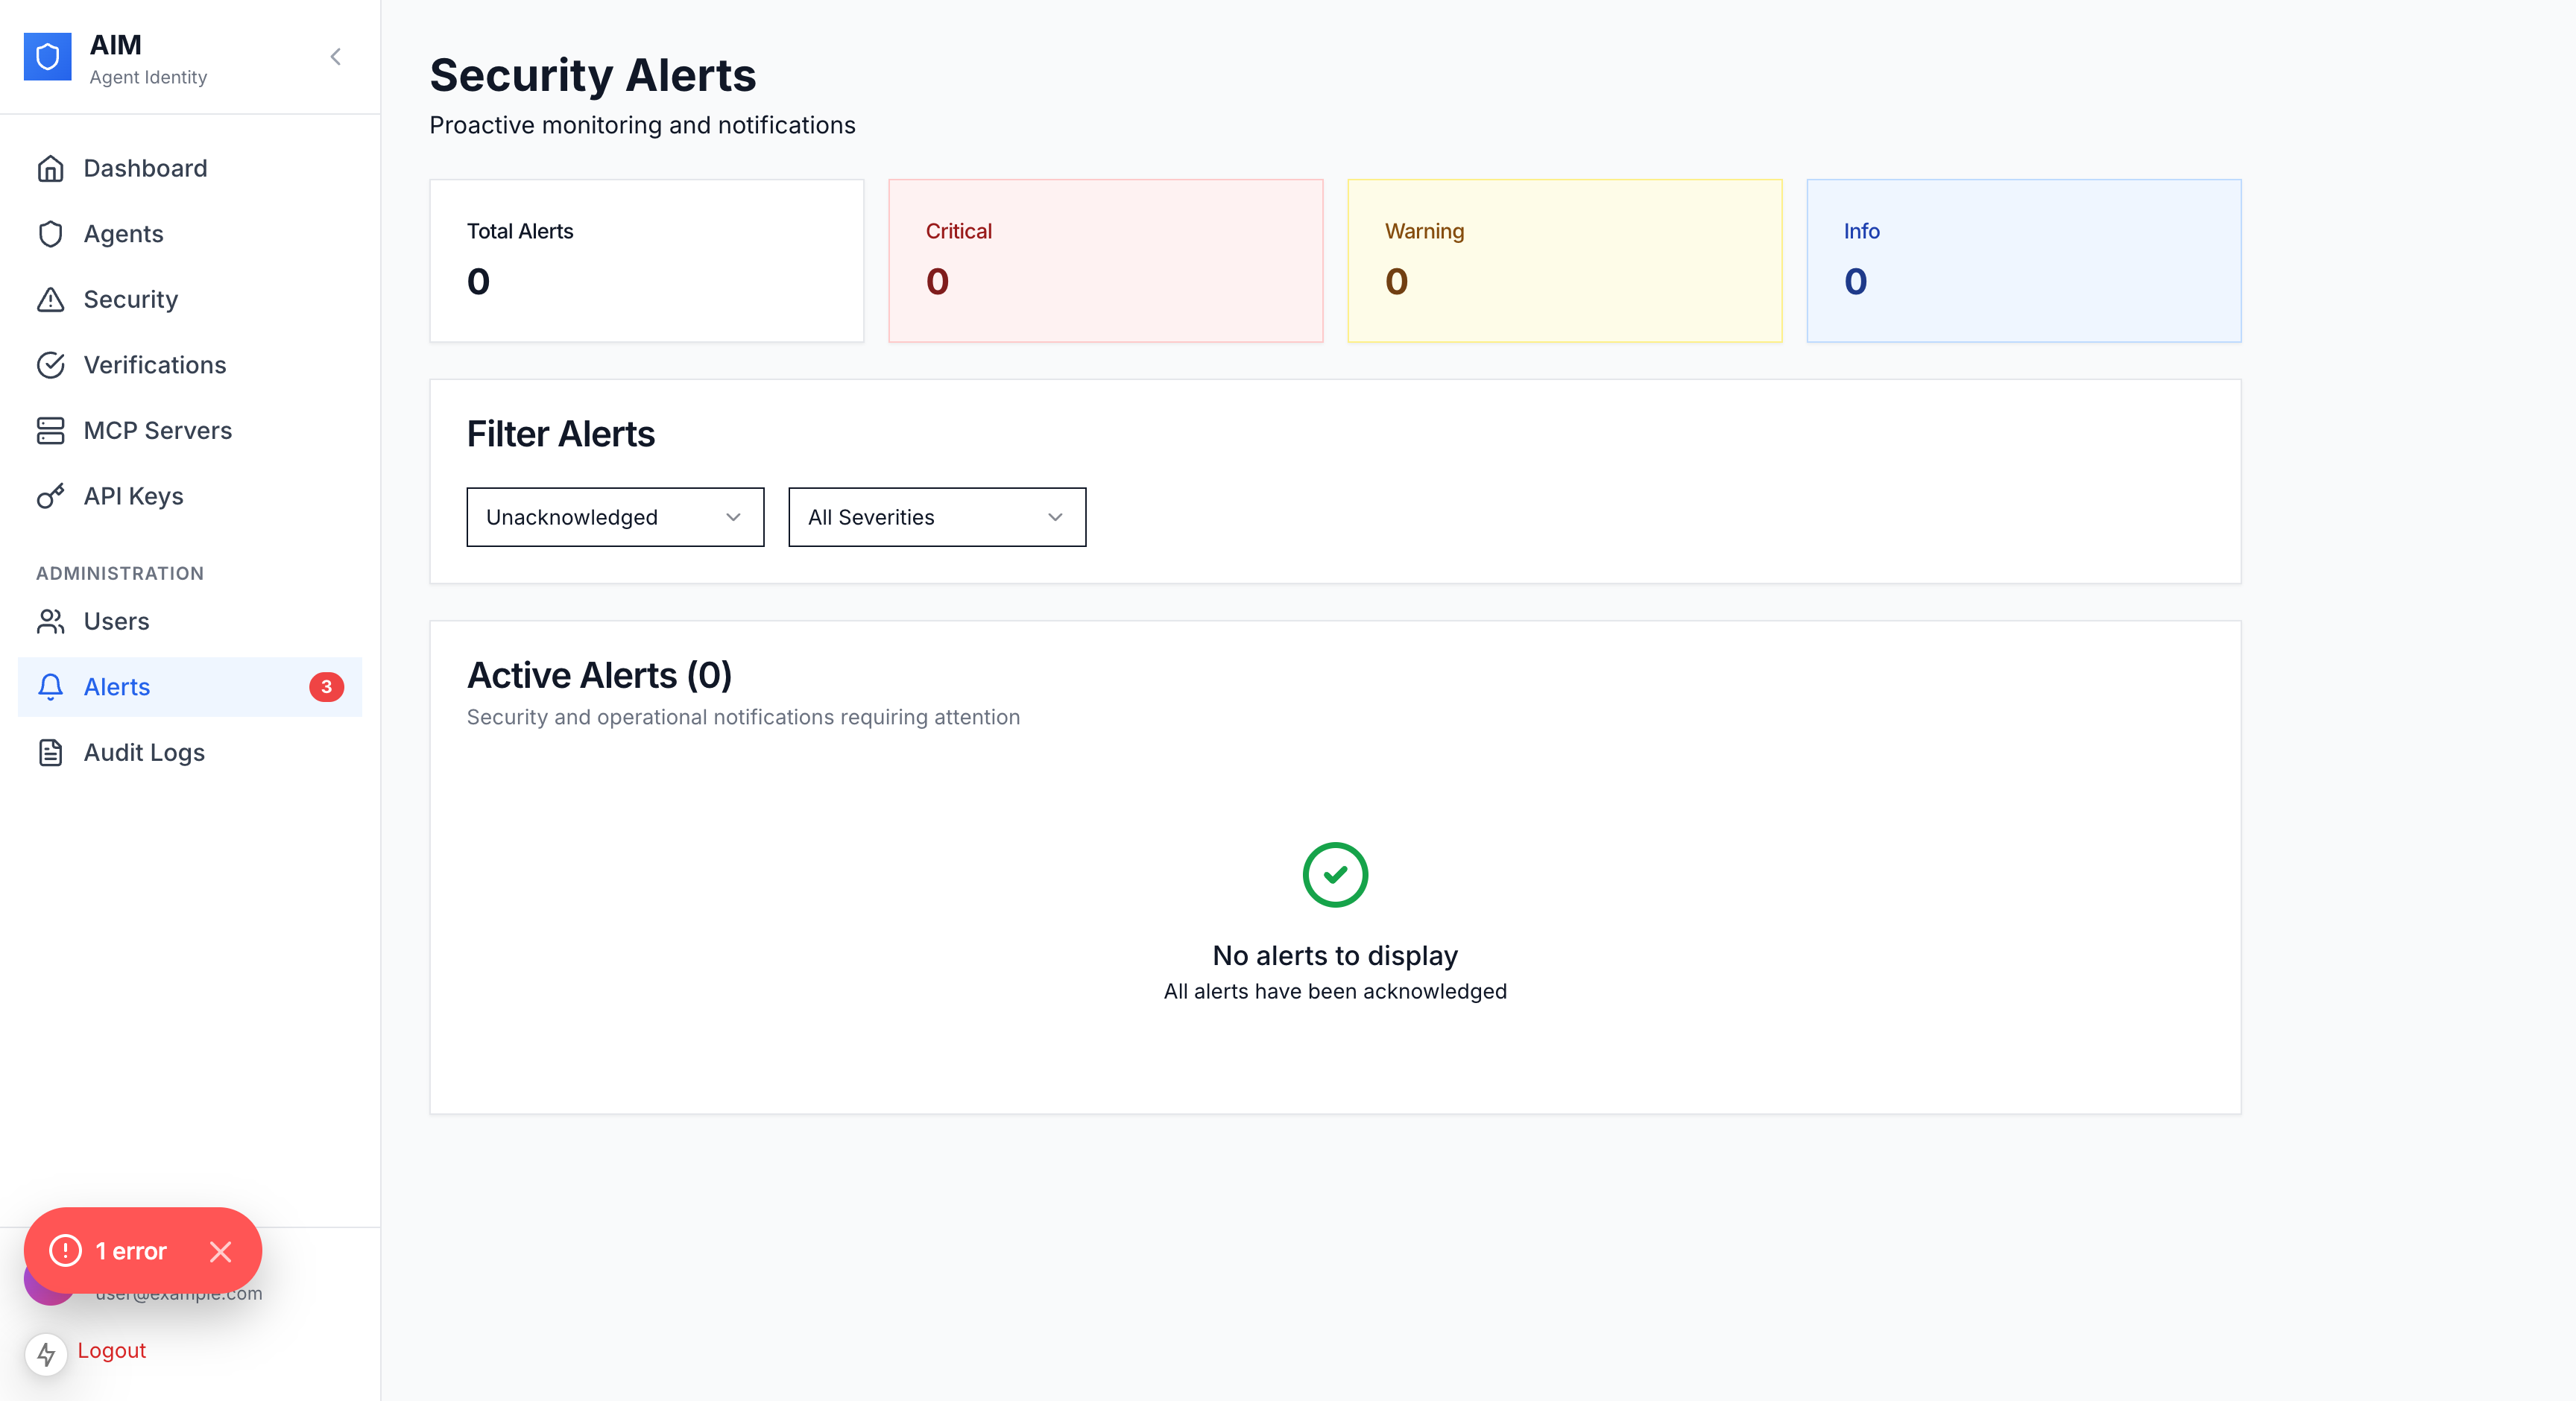 AIM
Agent Identity
Dashboard
Agents
Security
Verifications
MCP Servers
API Keys
ADMINISTRATION
Users
Alerts 3
Audit Logs
1 error
user@example.com
Logout
Security Alerts
Proactive monitoring and notifications
Total Alerts
0
Critical
0
Warning
0
Info
0
Filter Alerts
Unacknowledged
All Severities
Active Alerts (0)
Security and operational notifications requiring attention
No alerts to display
All alerts have been acknowledged